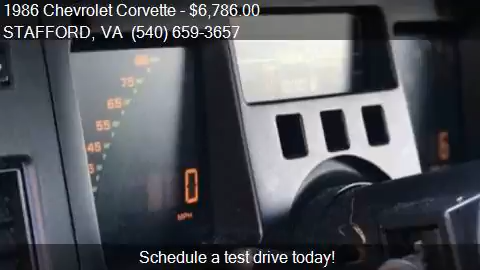 1986 Chevrolet Corvette - $6,786.00
STAFFORD, VA (540) 659-3657
85
75
65
55
45
0
6
MPH
Schedule a test drive today!